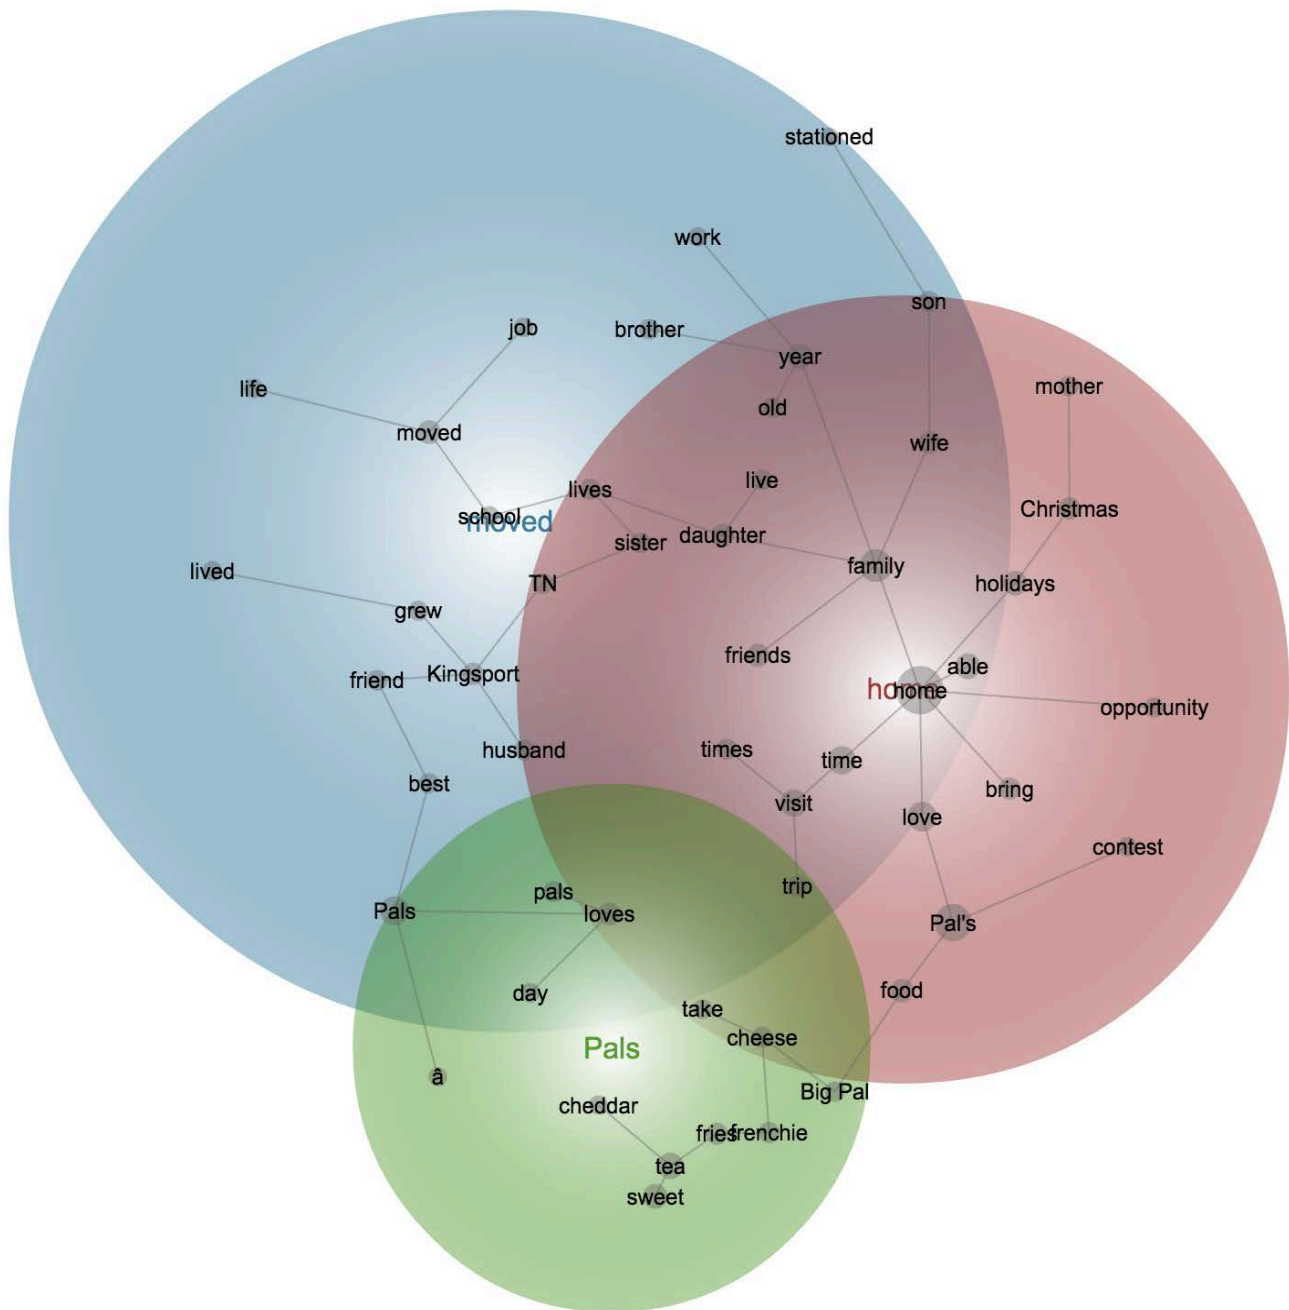 stationed
work
son
job
brother
year
mother
life
old
moved
wife
live
lives
Christmas
school
moved
daughter
sister
family
lived
TN
holidays
grew
friends
able
Kingsport
friend
home
home
opportunity
husband
times
time
best
bring
visit
love
contest
trip
pals
Pals
loves
Pal's
day
food
take
cheese
Pals
â
Big Pal
cheddar
fries
frenchie
tea
sweet